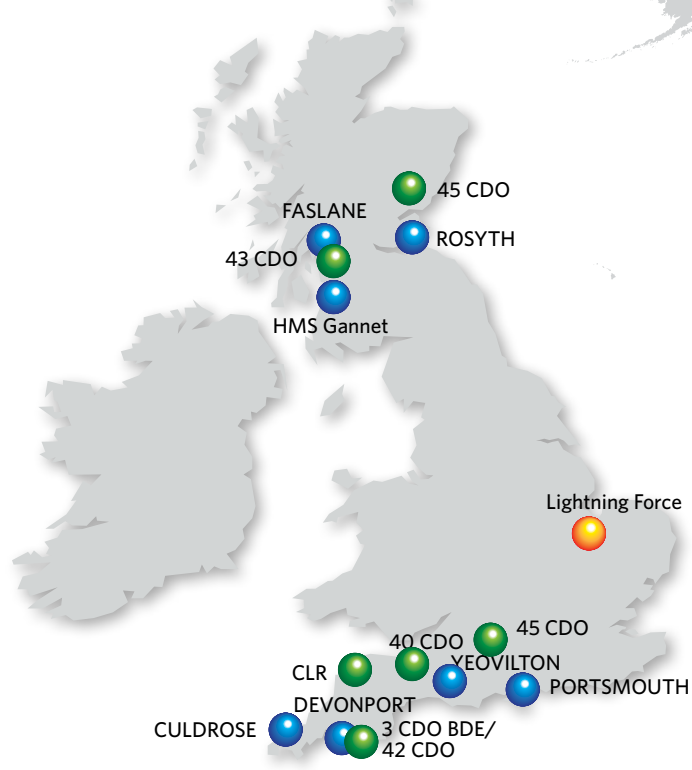 45 CDO
FASLANE
ROSYTH
43 CDO
HMS Gannet
Lightning Force
45 CDO
40 CDO
YEOVILTON
CLR
PORTSMOUTH
DEVONPORT
CULDROSE
3 CDO BDE/
42 CDO